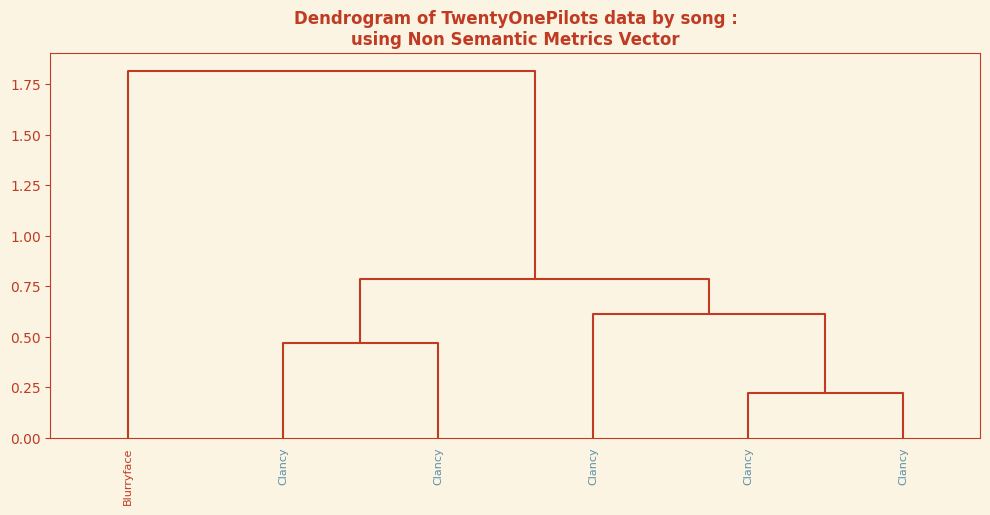 Dendrogram of TwentyOnePilots data by song :
using Non Semantic Metrics Vector
1.75
1.50
1.25
1.00
0.75
0.50
0.25
0.00
Blurryface
Clancy
Clancy
Clancy
Clancy
Clancy